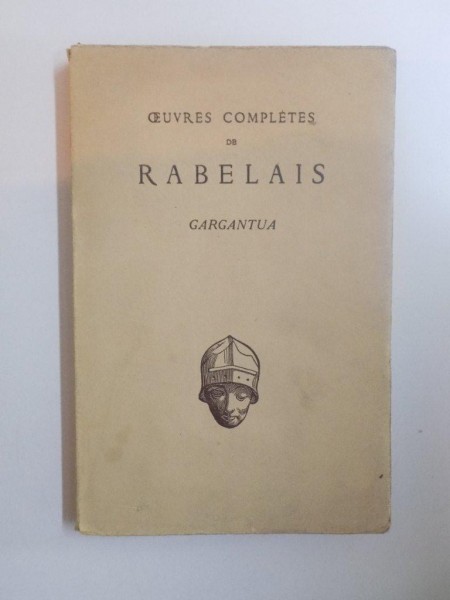 ŒUVRES COMPLÈTES
DE
RABELAIS
GARGANTUA